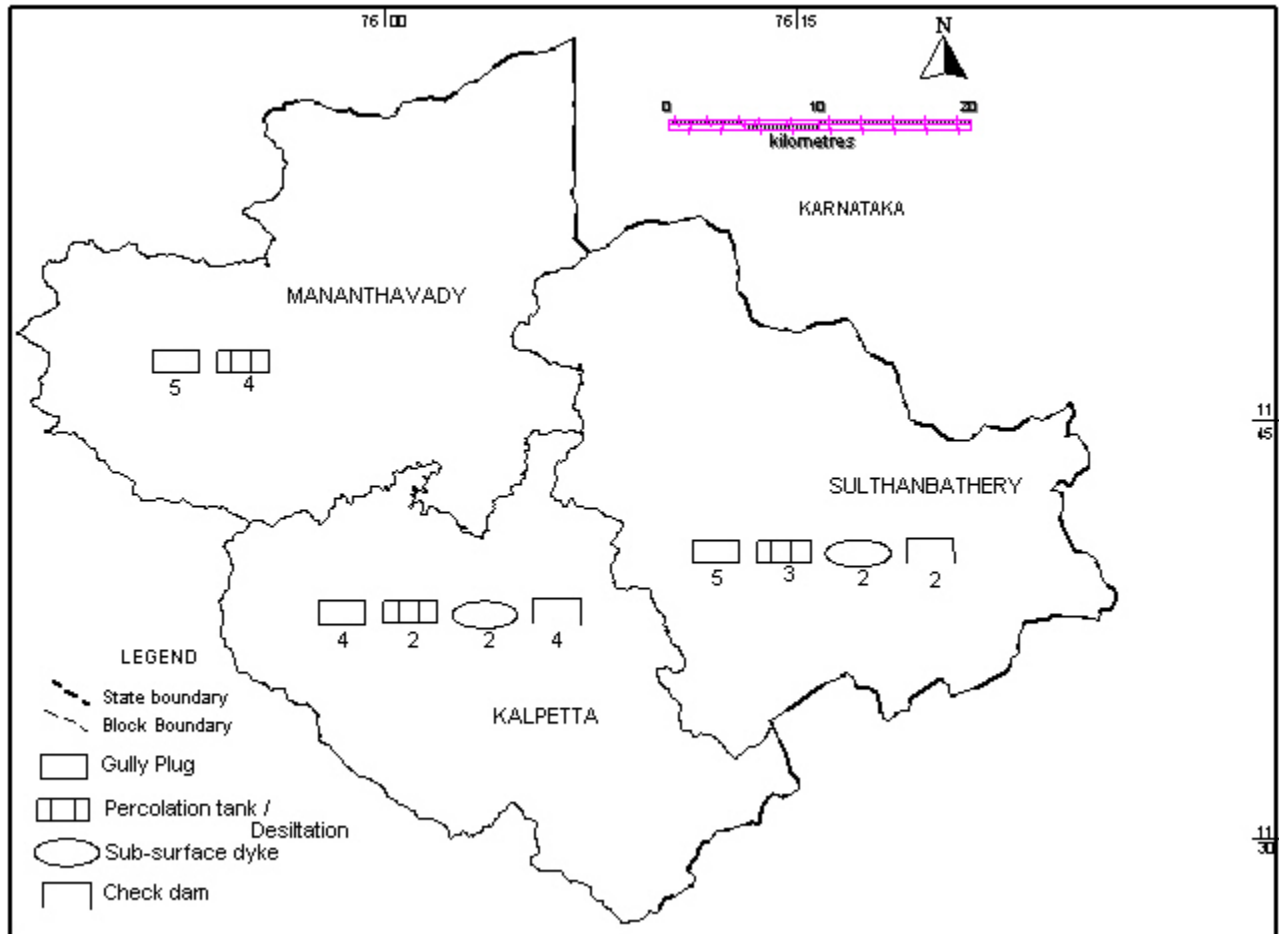 76 00
76 15
N
0 10 20
kilometres
KARNATAKA
MANANTHAVADY
5 4
11
45
SULTHANBATHERY
5 3 2 2
4 2 2 4
KALPETTA
LEGEND
State boundary
Block Boundary
Gully Plug
Percolation tank /
Desiltation
Sub-surface dyke
Check dam
11
30